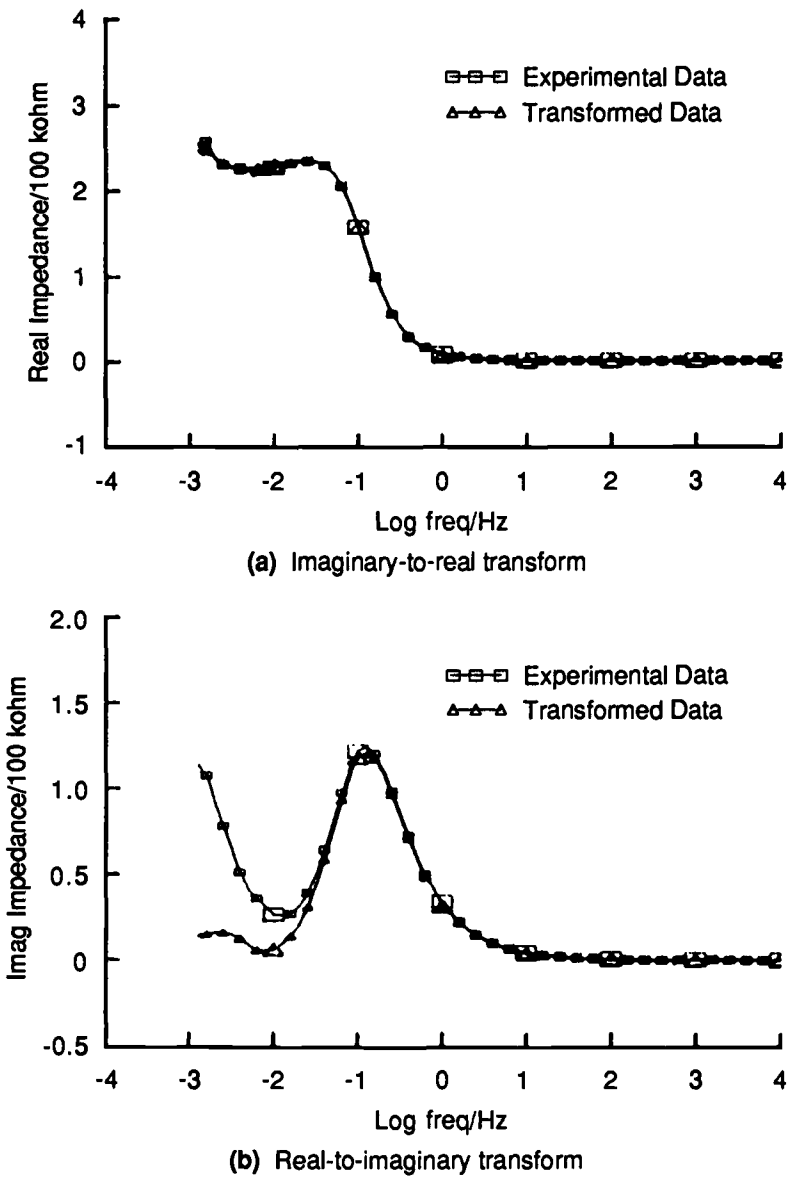 4
3
2
1
0
-1
Real Impedance/100 kohm
Experimental Data
Transformed Data
-4 -3 -2 -1 0 1 2 3 4
Log freq/Hz
(a) Imaginary-to-real transform
2.0
1.5
1.0
0.5
0
-0.5
Imag Impedance/100 kohm
Experimental Data
Transformed Data
-4 -3 -2 -1 0 1 2 3 4
Log freq/Hz
(b) Real-to-imaginary transform